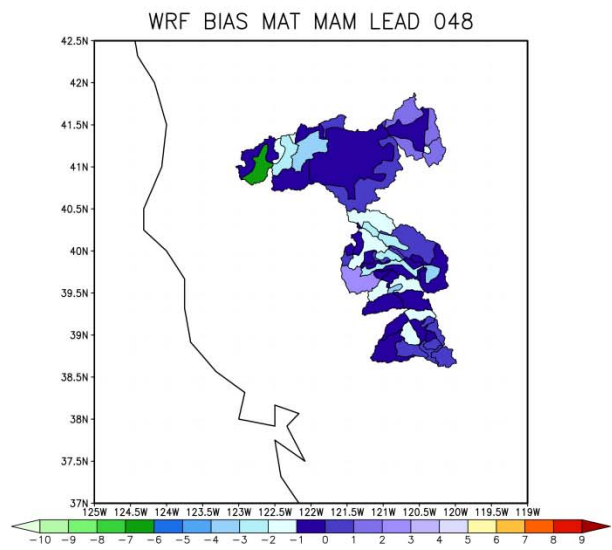 WRF BIAS MAT MAM LEAD 048
42.5N
42N
41.5N
41N
40.5N
40N
39.5N
39N
38.5N
38N
37.5N
37N
125W 124.5W 124W 123.5W 123W 122.5W 122W 121.5W 121W 120.5W 120W 119.5W 119W
-10 -9 -8 -7 -6 -5 -4 -3 -2 -1 0 1 2 3 4 5 6 7 8 9